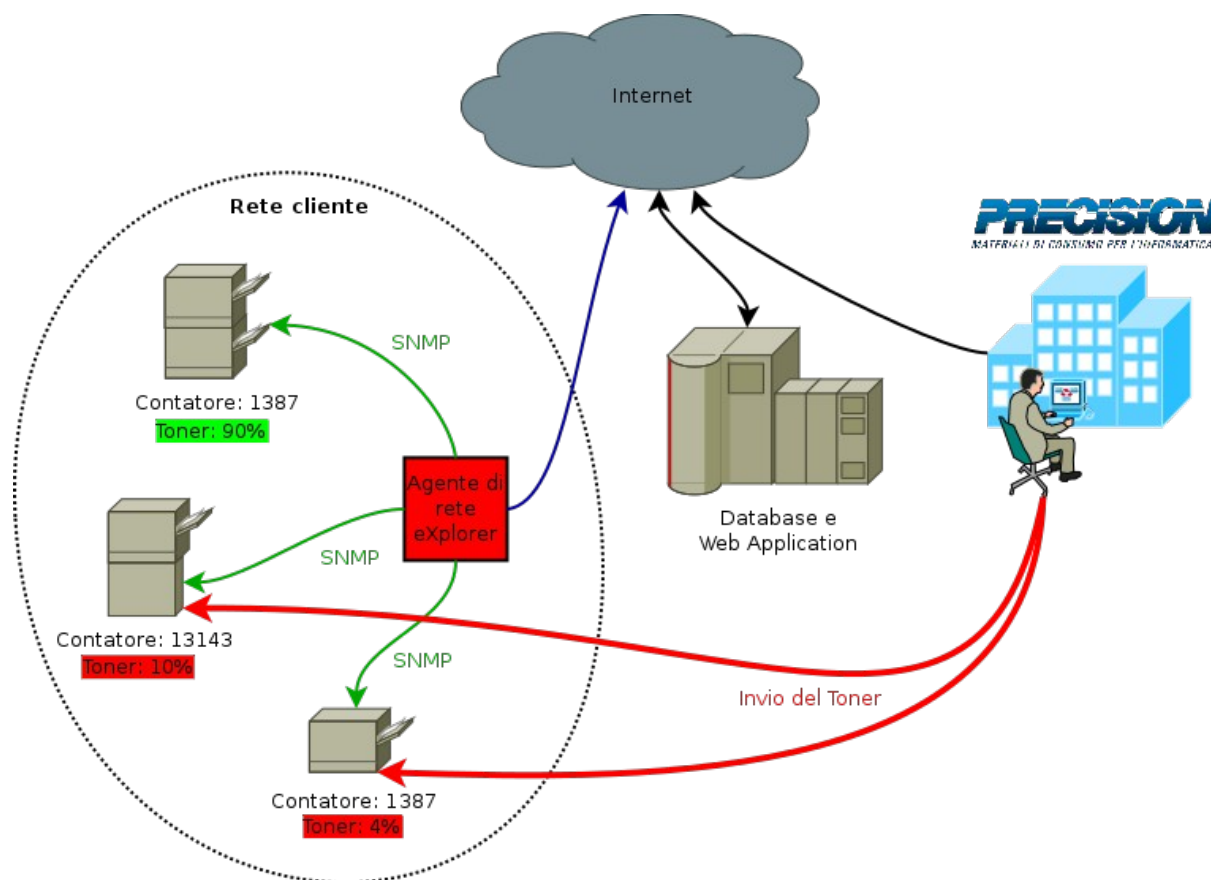 Internet
Rete cliente
PRECISION
MATERIALI DI CONSUMO PER L'INFORMATICA
SNMP
Contatore: 1387
Toner: 90%
Agente di
rete
eXplorer
Database e
Web Application
SNMP
Contatore: 13143
Toner: 10%
SNMP
Invio del Toner
Contatore: 1387
Toner: 4%